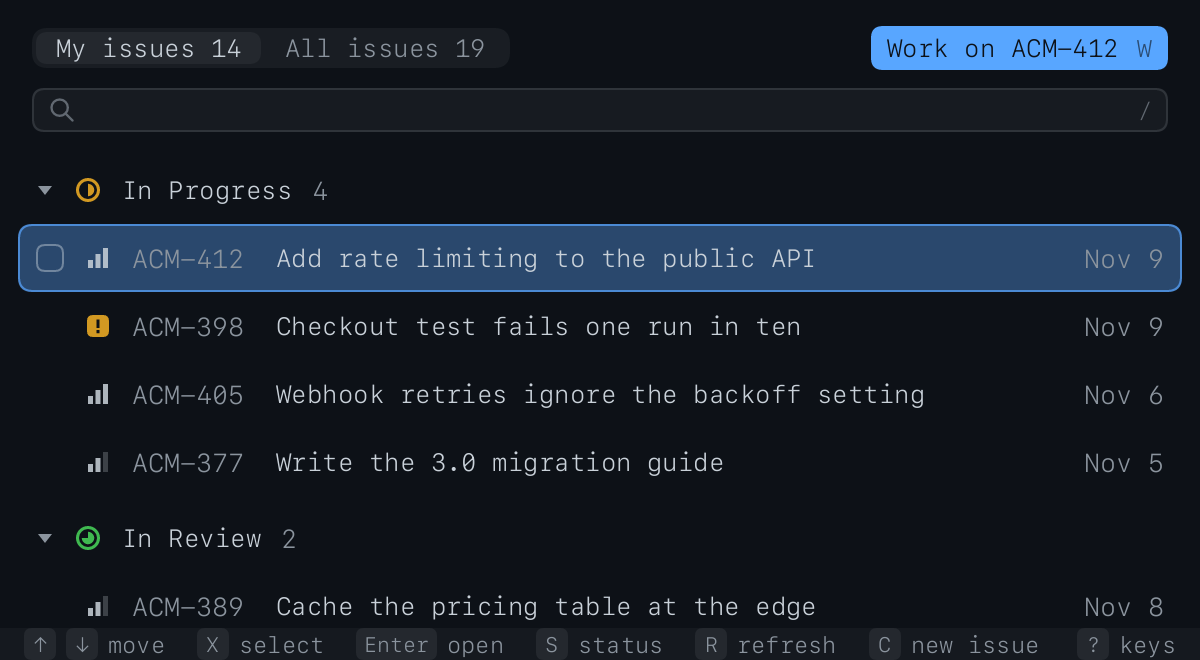 My issues 14 All issues 19 Work on ACM–412 W
/
In Progress 4
ACM–412 Add rate limiting to the public API Nov 9
! ACM–398 Checkout test fails one run in ten Nov 9
ACM–405 Webhook retries ignore the backoff setting Nov 6
ACM–377 Write the 3.0 migration guide Nov 5
In Review 2
ACM–389 Cache the pricing table at the edge Nov 8
↑ ↓ move X select Enter open S status R refresh C new issue ? keys